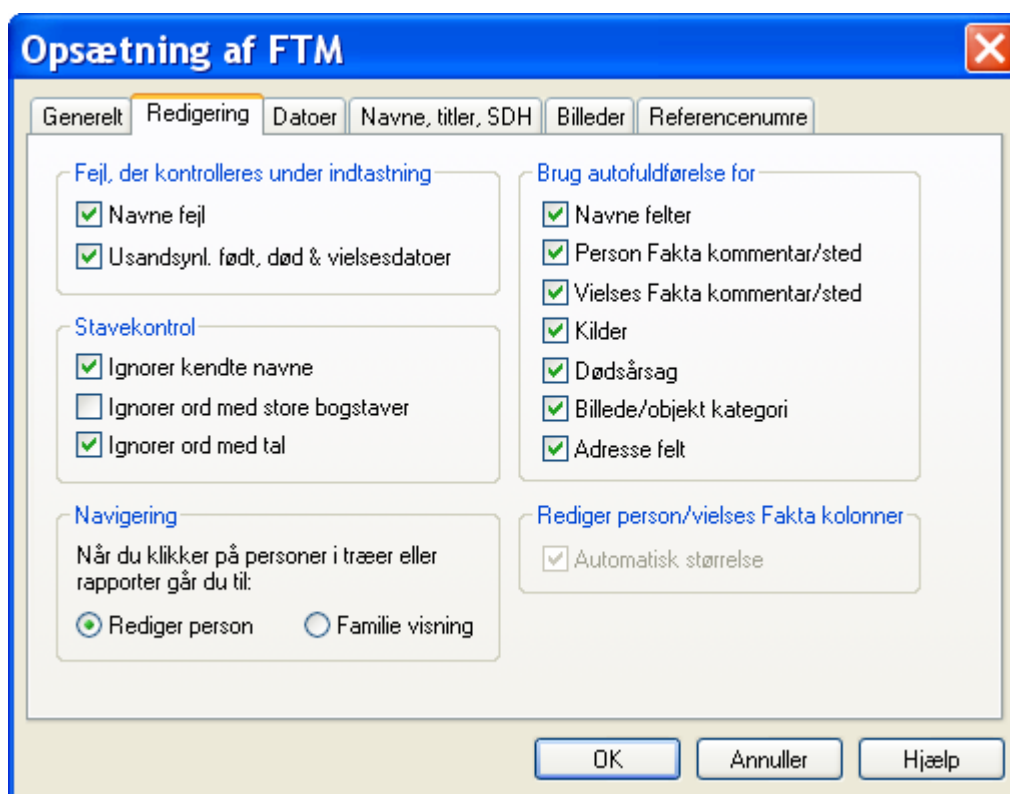 Opsætning af FTM
Generelt
Redigering
Datoer
Navne, titler, SDH
Billeder
Referencenumre
Fejl, der kontrolleres under indtastning
Navne fejl
Usandsynl. født, død & vielsesdatoer
Stavekontrol
Ignorer kendte navne
Ignorer ord med store bogstaver
Ignorer ord med tal
Navigering
Når du klikker på personer i træer eller
rapporter går du til:
Rediger person
Familie visning
Brug autofuldførelse for
Navne felter
Person Fakta kommentar/sted
Vielses Fakta kommentar/sted
Kilder
Dødsårsag
Billede/objekt kategori
Adresse felt
Rediger person/vielses Fakta kolonner
Automatisk størrelse
OK
Annuller
Hjælp